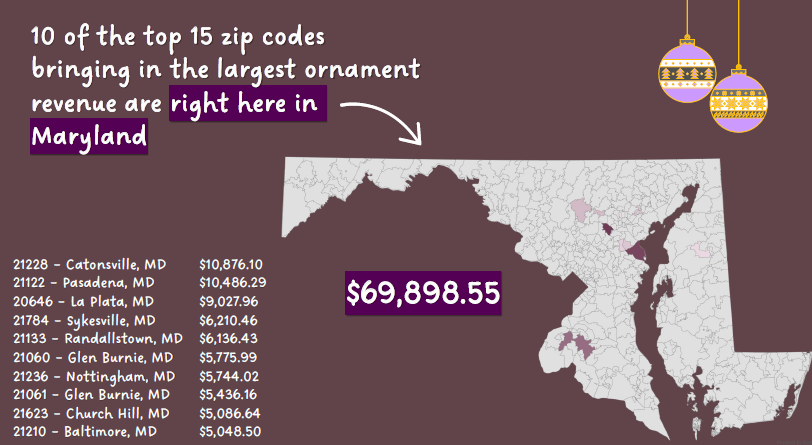 10 of the top 15 zip codes
bringing in the largest ornament
revenue are right here in
Maryland
21228 – Catonsville, MD $10,876.10
21122 – Pasadena, MD $10,486.29
20646 – La Plata, MD $9,027.96
21784 – Sykesville, MD $6,210.46
21133 – Randallstown, MD $6,136.43
21060 – Glen Burnie, MD $5,775.99
21236 – Nottingham, MD $5,744.02
21061 – Glen Burnie, MD $5,436.16
21623 – Church Hill, MD $5,086.64
21210 – Baltimore, MD $5,048.50
$69,898.55